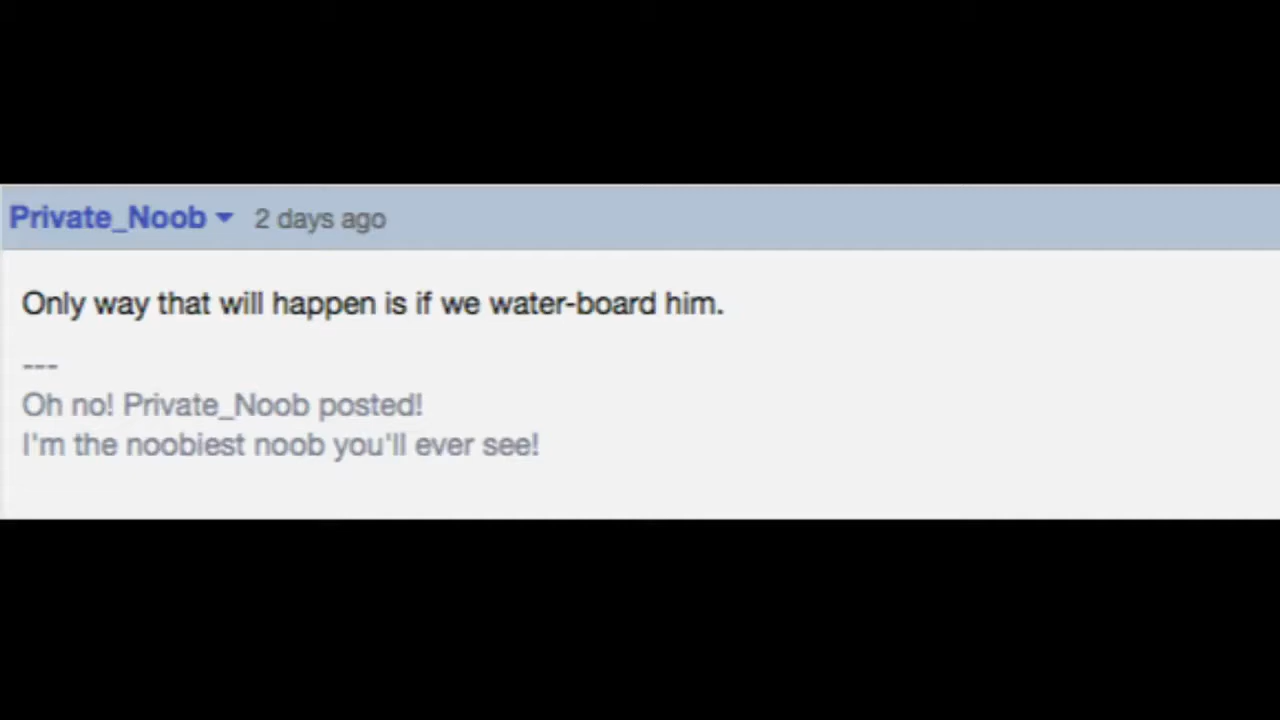 Private_Noob 2 days ago
Only way that will happen is if we water-board him.
---
Oh no! Private_Noob posted!
I'm the noobiest noob you'll ever see!